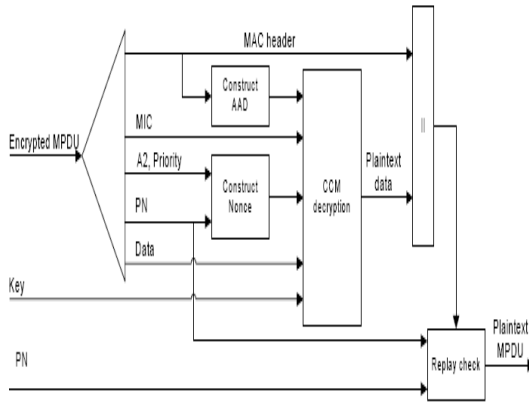 MAC header
Construct
AAD
MIC
Encrypted MPDU
A2, Priority
Construct
Nonce
PN
CCM
decryption
Plaintext
data
||
Data
Key
PN
Replay check
Plaintext
MPDU